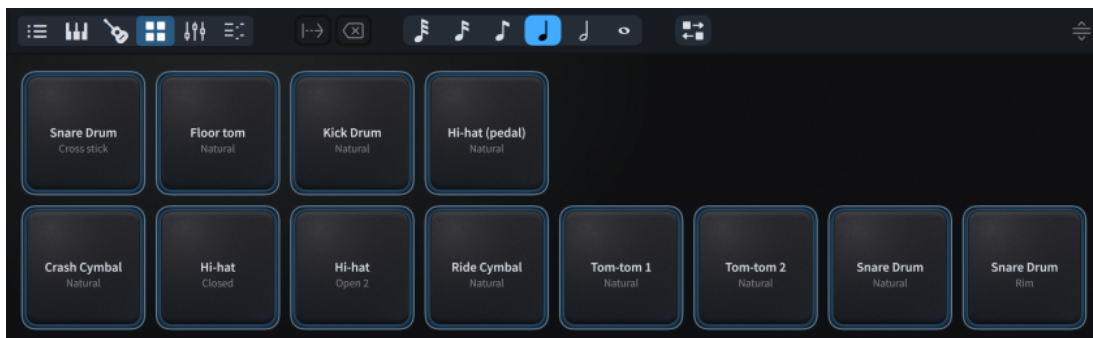 Snare Drum
Cross stick
Floor tom
Natural
Kick Drum
Natural
Hi-hat (pedal)
Natural
Crash Cymbal
Natural
Hi-hat
Closed
Hi-hat
Open 2
Ride Cymbal
Natural
Tom-tom 1
Natural
Tom-tom 2
Natural
Snare Drum
Natural
Snare Drum
Rim